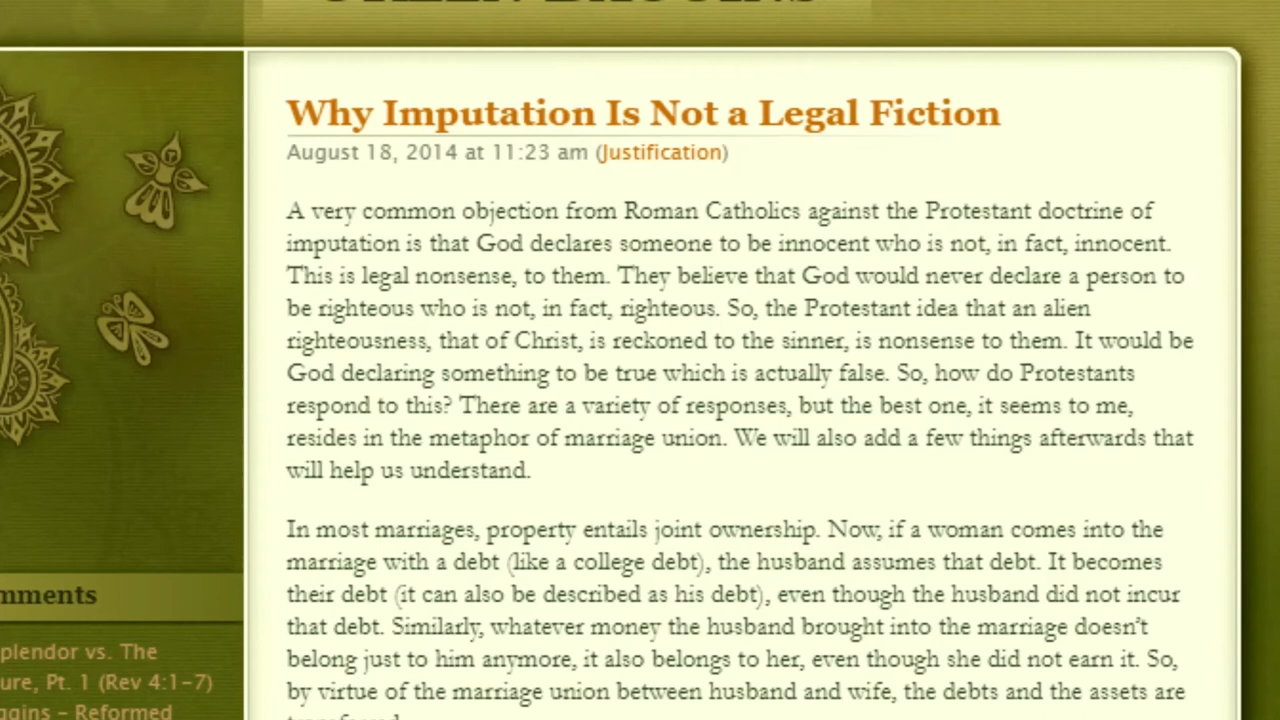 Why Imputation Is Not a Legal Fiction
August 18, 2014 at 11:23 am (Justification)
A very common objection from Roman Catholics against the Protestant doctrine of
imputation is that God declares someone to be innocent who is not, in fact, innocent.
This is legal nonsense, to them. They believe that God would never declare a person to
be righteous who is not, in fact, righteous. So, the Protestant idea that an alien
righteousness, that of Christ, is reckoned to the sinner, is nonsense to them. It would be
God declaring something to be true which is actually false. So, how do Protestants
respond to this? There are a variety of responses, but the best one, it seems to me,
resides in the metaphor of marriage union. We will also add a few things afterwards that
will help us understand.
In most marriages, property entails joint ownership. Now, if a woman comes into the
marriage with a debt (like a college debt), the husband assumes that debt. It becomes
their debt (it can also be described as his debt), even though the husband did not incur
that debt. Similarly, whatever money the husband brought into the marriage doesn't
belong just to him anymore, it also belongs to her, even though she did not earn it. So,
by virtue of the marriage union between husband and wife, the debts and the assets are
mments
plendor vs. The
ure, Pt. 1 (Rev 4:1-7)
ggins – Reformed